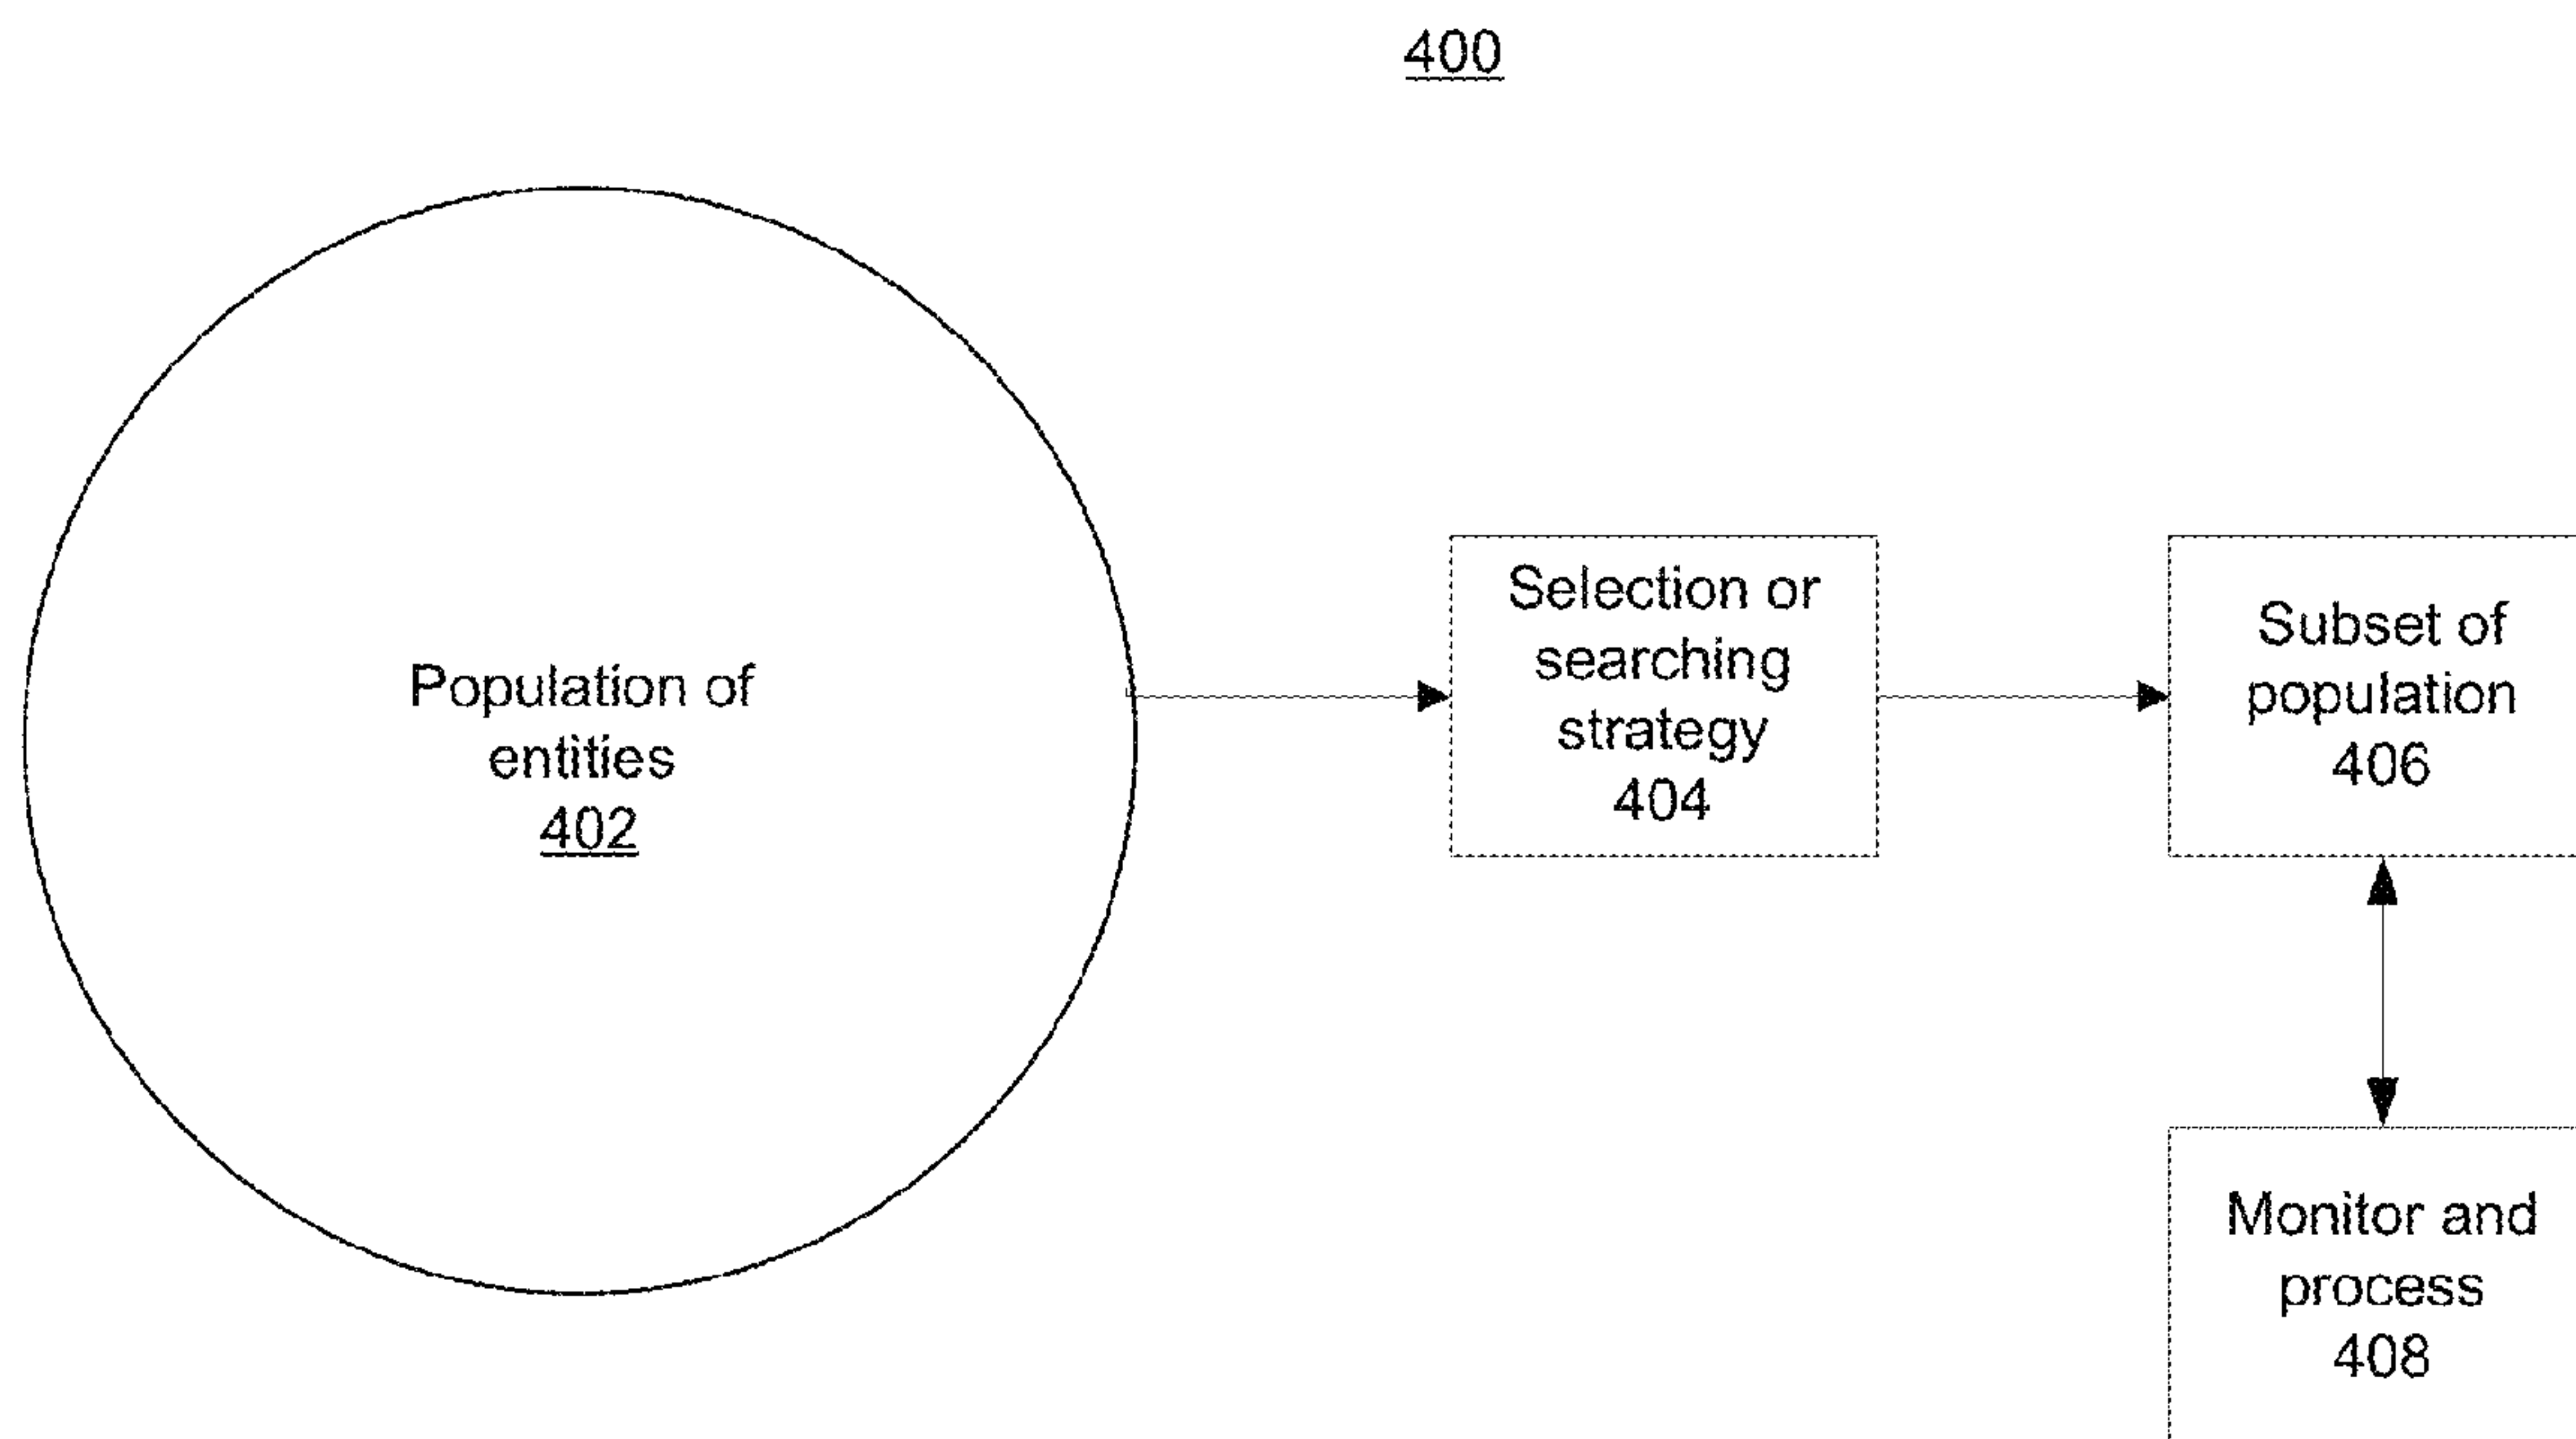 400
Population of
entities
402
Selection or
searching
strategy
404
Subset of
population
406
Monitor and
process
408